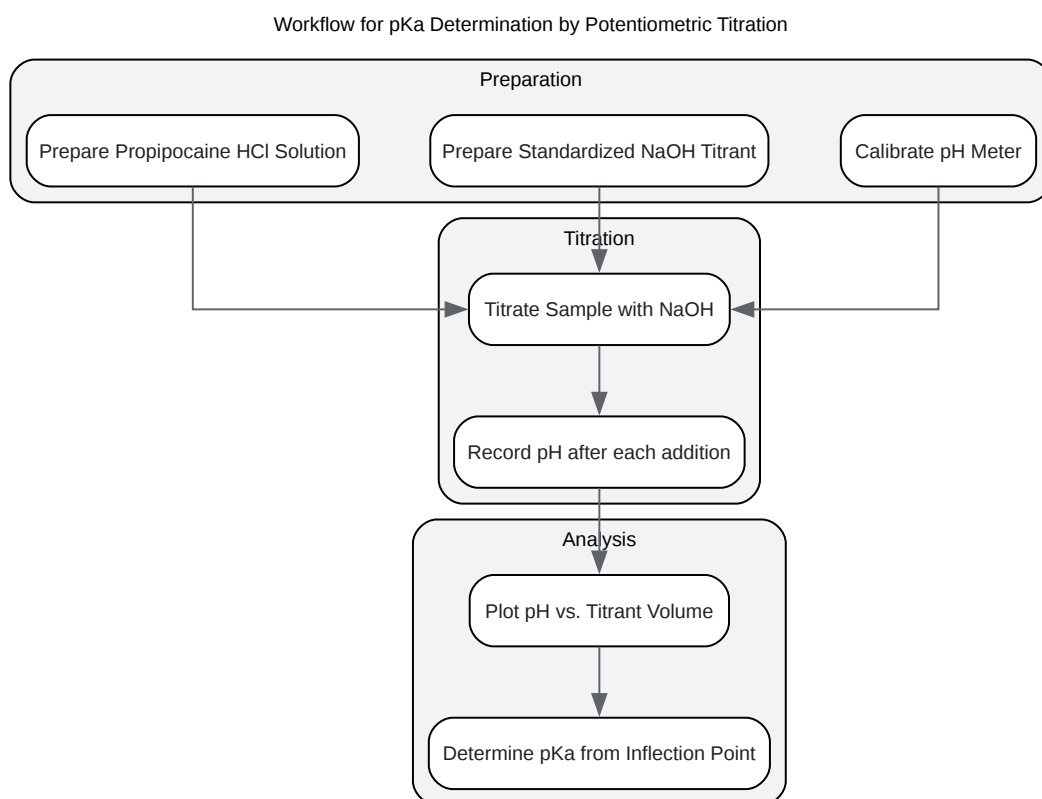 Workflow for pKa Determination by Potentiometric Titration
Preparation
Prepare Propipocaine HCl Solution
Prepare Standardized NaOH Titrant
Calibrate pH Meter
Titration
Titrate Sample with NaOH
Record pH after each addition
Analysis
Plot pH vs. Titrant Volume
Determine pKa from Inflection Point